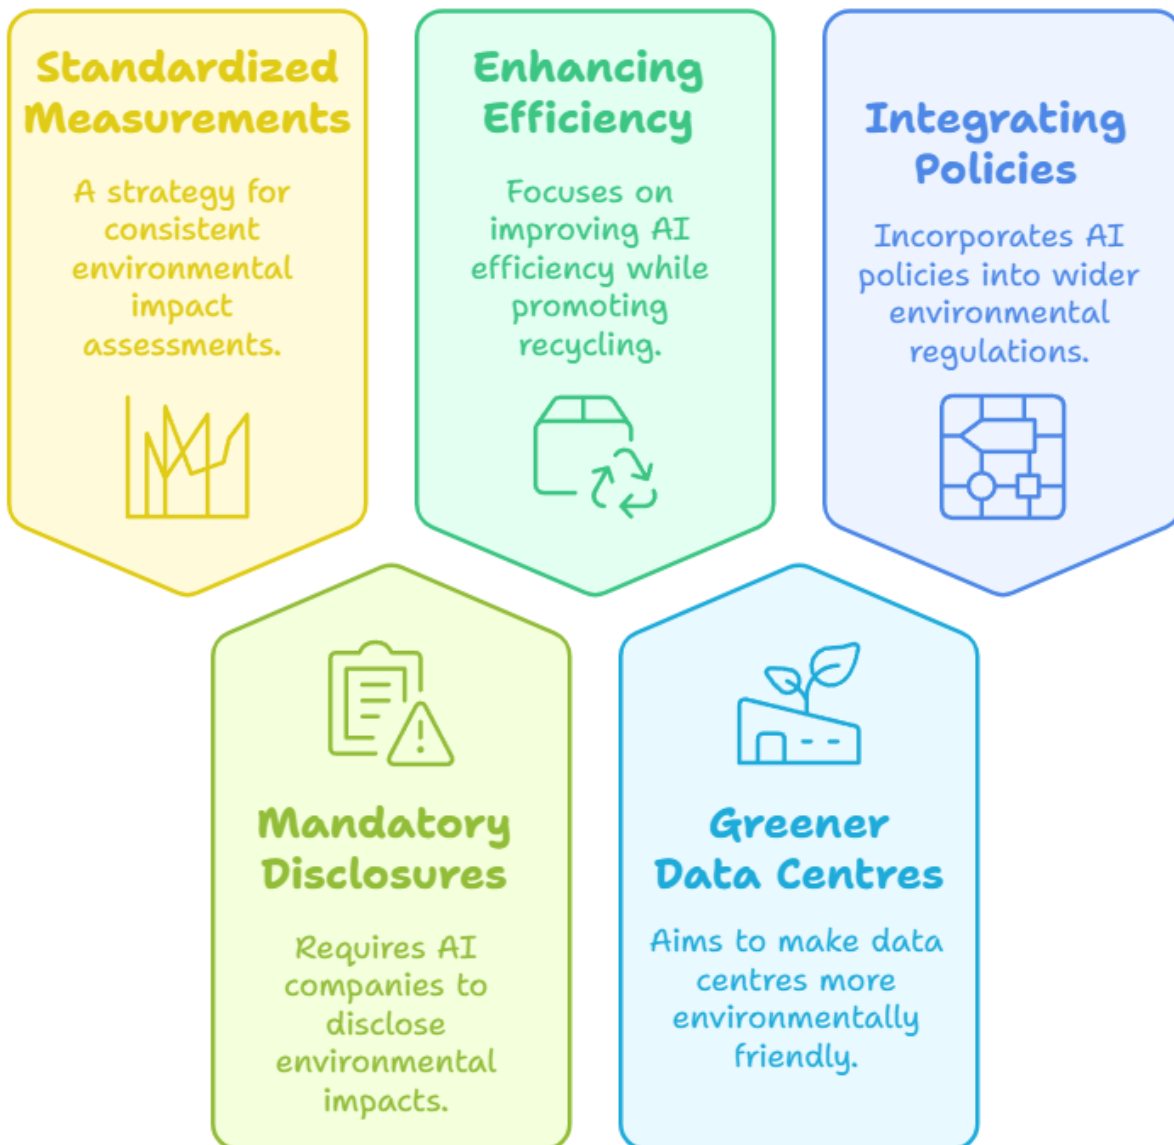 Standardized
Measurements
A strategy for
consistent
environmental
impact
assessments.
Enhancing
Efficiency
Focuses on
improving AI
efficiency while
promoting
recycling.
Integrating
Policies
Incorporates AI
policies into wider
environmental
regulations.
Mandatory
Disclosures
Requires AI
companies to
disclose
environmental
impacts.
Greener
Data Centres
Aims to make data
centres more
environmentally
friendly.